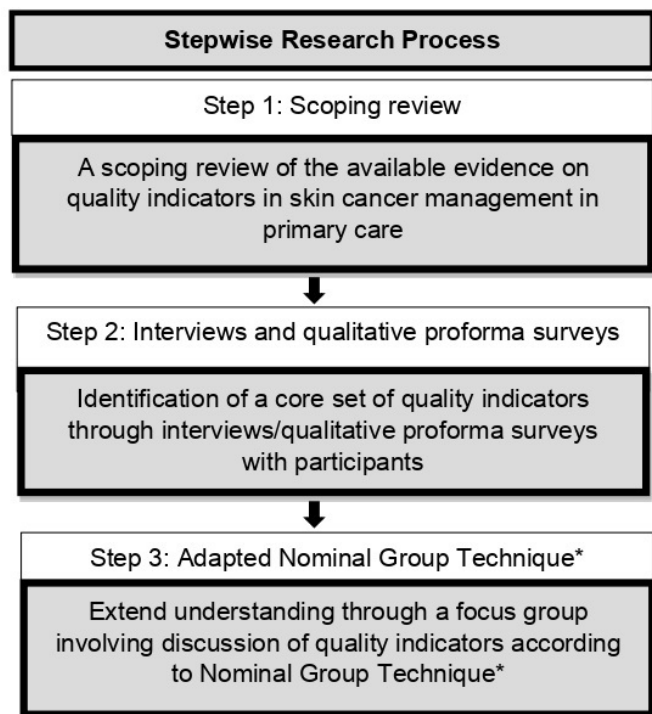 Stepwise Research Process
Step 1: Scoping review
A scoping review of the available evidence on
quality indicators in skin cancer management in
primary care
Step 2: Interviews and qualitative proforma surveys
Identification of a core set of quality indicators
through interviews/qualitative proforma surveys
with participants
Step 3: Adapted Nominal Group Technique*
Extend understanding through a focus group
involving discussion of quality indicators according
to Nominal Group Technique*